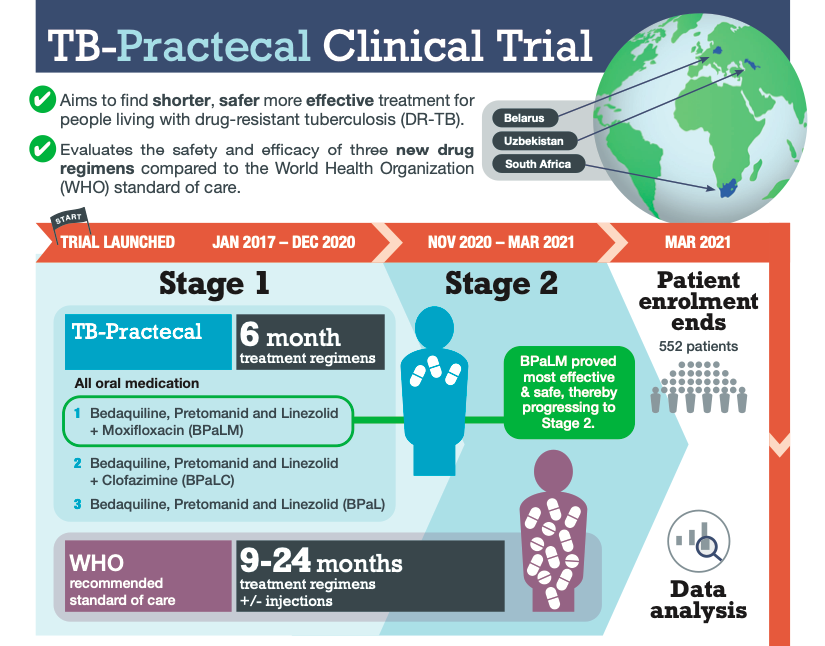 TB-Practecal Clinical Trial
Aims to find shorter, safer more effective treatment for
people living with drug-resistant tuberculosis (DR-TB).
Evaluates the safety and efficacy of three new drug
regimens compared to the World Health Organization
(WHO) standard of care.
Belarus
Uzbekistan
South Africa
START
TRIAL LAUNCHED
JAN 2017 – DEC 2020
NOV 2020 – MAR 2021
MAR 2021
Stage 1
Stage 2
Patient
enrolment
ends
552 patients
TB-Practecal
6 month
treatment regimens
All oral medication
1 Bedaquiline, Pretomanid and Linezolid
+ Moxifloxacin (BPaLM)
2 Bedaquiline, Pretomanid and Linezolid
+ Clofazimine (BPaLC)
3 Bedaquiline, Pretomanid and Linezolid (BPaL)
BPaLM proved
most effective
& safe, thereby
progressing to
Stage 2.
WHO
recommended
standard of care
9-24 months
treatment regimens
+/- injections
Data
analysis